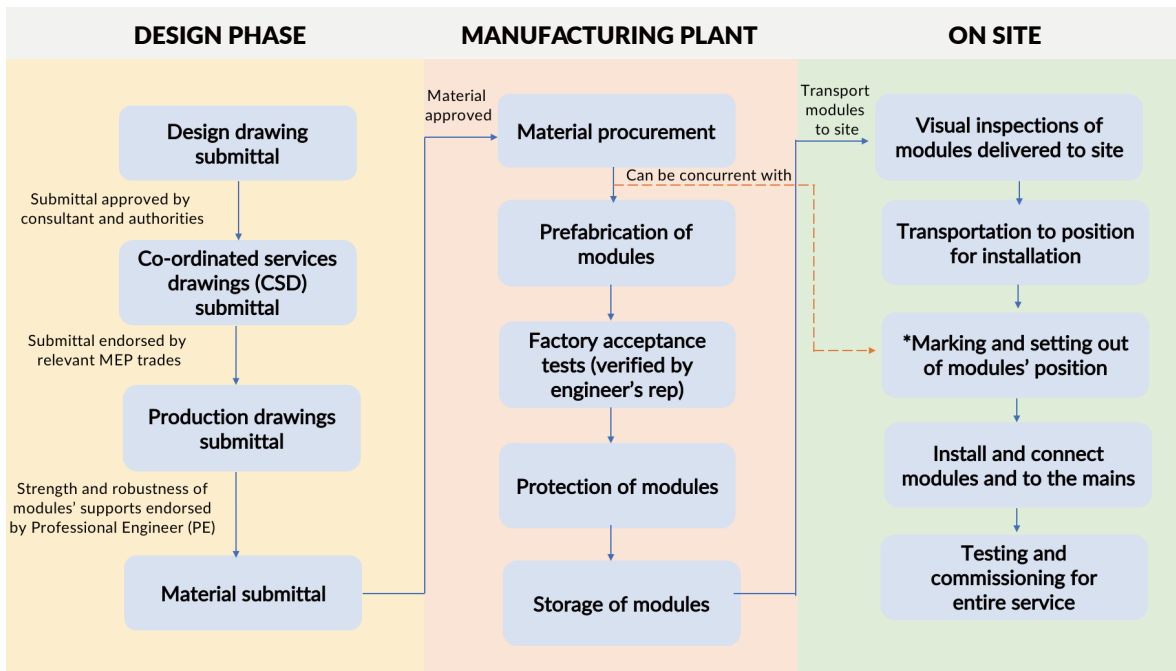 DESIGN PHASE
MANUFACTURING PLANT
ON SITE
Design drawing
submittal
Submittal approved by
consultant and authorities
Co-ordinated services
drawings (CSD)
submittal
Submittal endorsed by
relevant MEP trades
Production drawings
submittal
Strength and robustness of
modules’ supports endorsed
by Professional Engineer (PE)
Material submittal
Material
approved
Material procurement
Can be concurrent with
Prefabrication of
modules
Factory acceptance
tests (verified by
engineer’s rep)
Protection of modules
Storage of modules
Transport
modules
to site
Visual inspections of
modules delivered to site
Transportation to position
for installation
*Marking and setting out
of modules’ position
Install and connect
modules and to the mains
Testing and
commissioning for
entire service